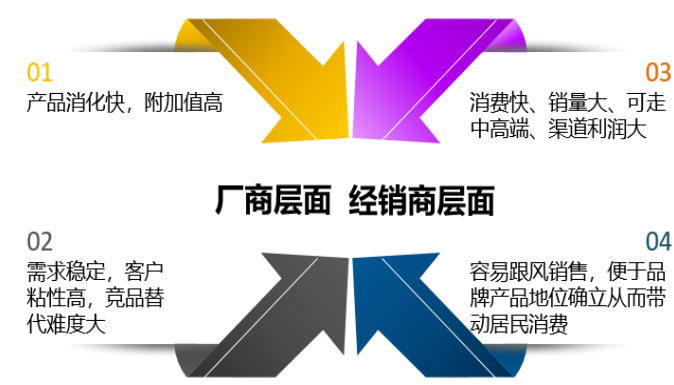 01
产品消化快，附加值高
03
消费快、销量大、可走
中高端、渠道利润大
厂商层面 经销商层面
02
需求稳定，客户
粘性高，竞品替
代难度大
04
容易跟风销售，便于品
牌产品地位确立从而带
动居民消费